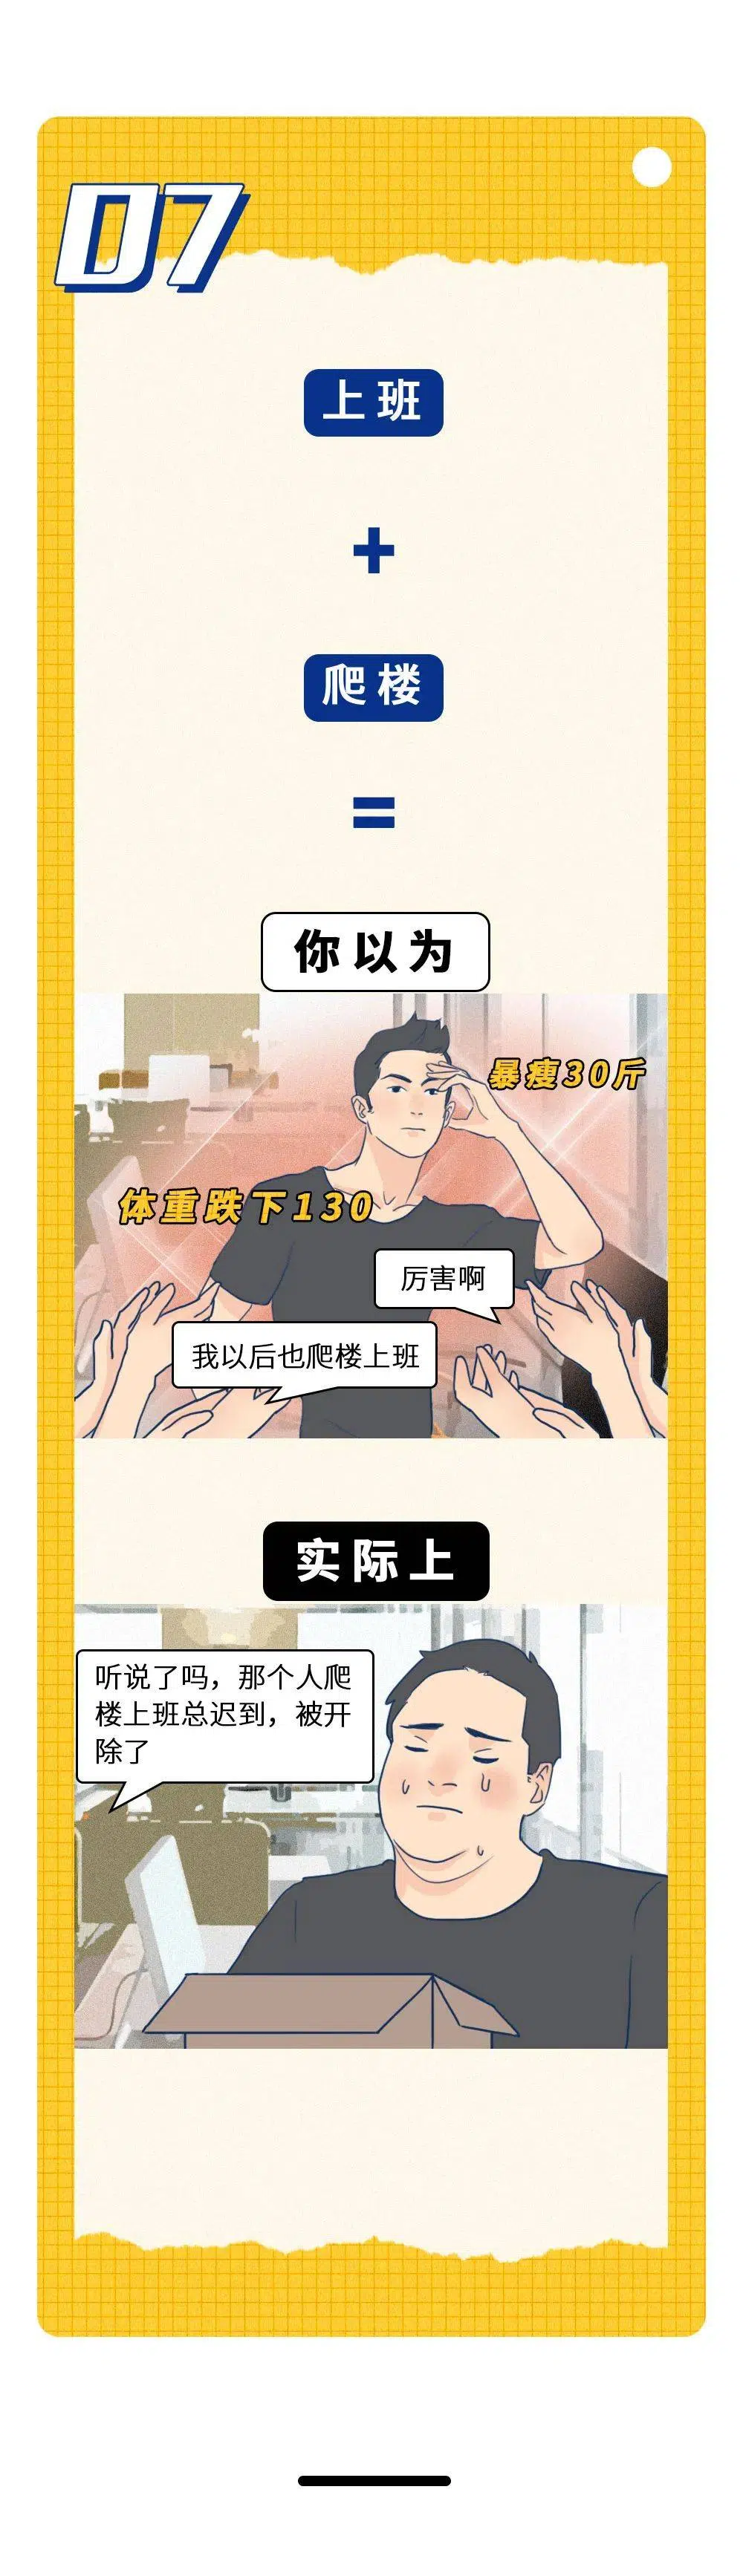 07
上班
+
爬楼
=
你以为
暴瘦30斤
体重跌下130
厉害啊
我以后也爬楼上班
实际上
听说了吗，那个人爬
楼上班总迟到，被开
除了